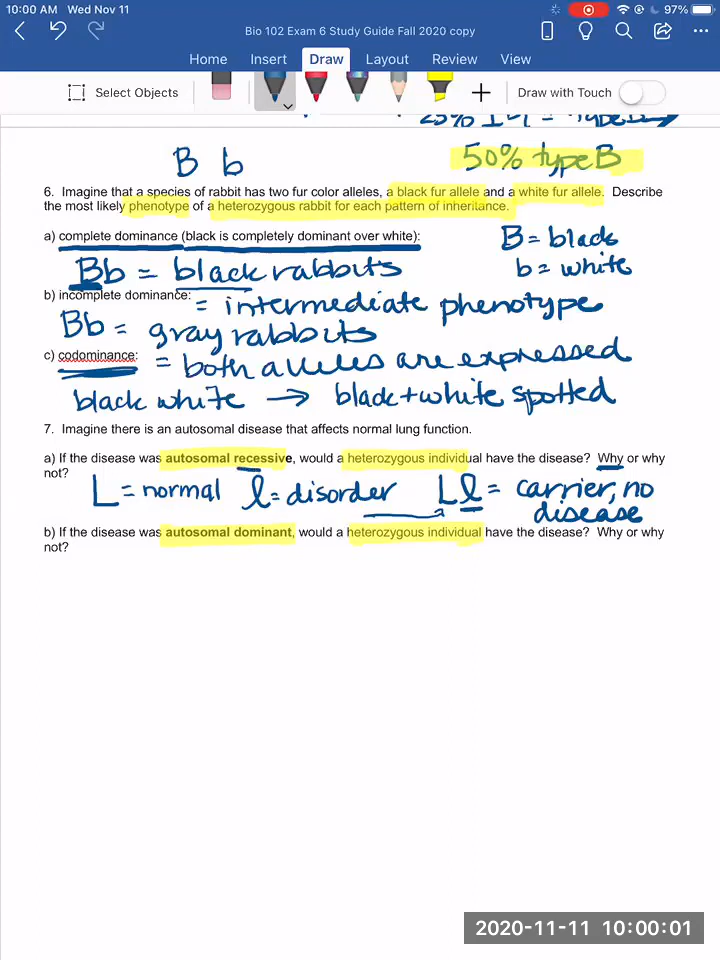 10:00 AM Wed Nov 11
97%
Bio 102 Exam 6 Study Guide Fall 2020 copy
Home Insert Draw Layout Review View
Select Objects
Draw with Touch
25%
B b
50% type B
6. Imagine that a species of rabbit has two fur color alleles, a black fur allele and a white fur allele. Describe
the most likely phenotype of a heterozygous rabbit for each pattern of inheritance.
a) complete dominance (black is completely dominant over white):
B = black
Bb = black rabbits
b = white
b) incomplete dominance: = intermediate phenotype
Bb = gray rabbits
c) codominance: = both alleles are expressed
black white → black + white spotted
7. Imagine there is an autosomal disease that affects normal lung function.
a) If the disease was autosomal recessive, would a heterozygous individual have the disease? Why or why
not?
L = normal l = disorder Ll = carrier, no
disease
b) If the disease was autosomal dominant, would a heterozygous individual have the disease? Why or why
not?
2020-11-11 10:00:01